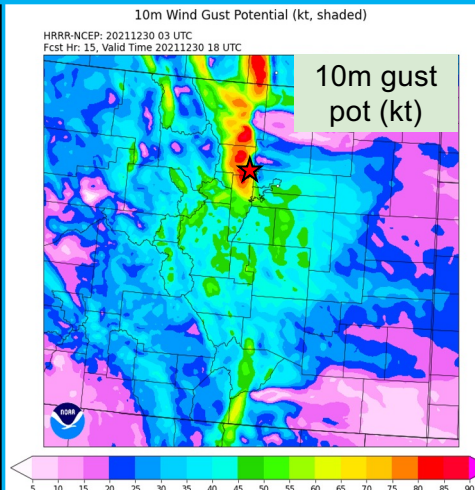 10m Wind Gust Potential (kt, shaded)
HRRR-NCEP: 20211230 03 UTC
Fcst Hr: 15, Valid Time 20211230 18 UTC
10m gust
pot (kt)
NOAA
5 10 15 20 25 30 35 40 45 50 55 60 65 70 75 80 85 90